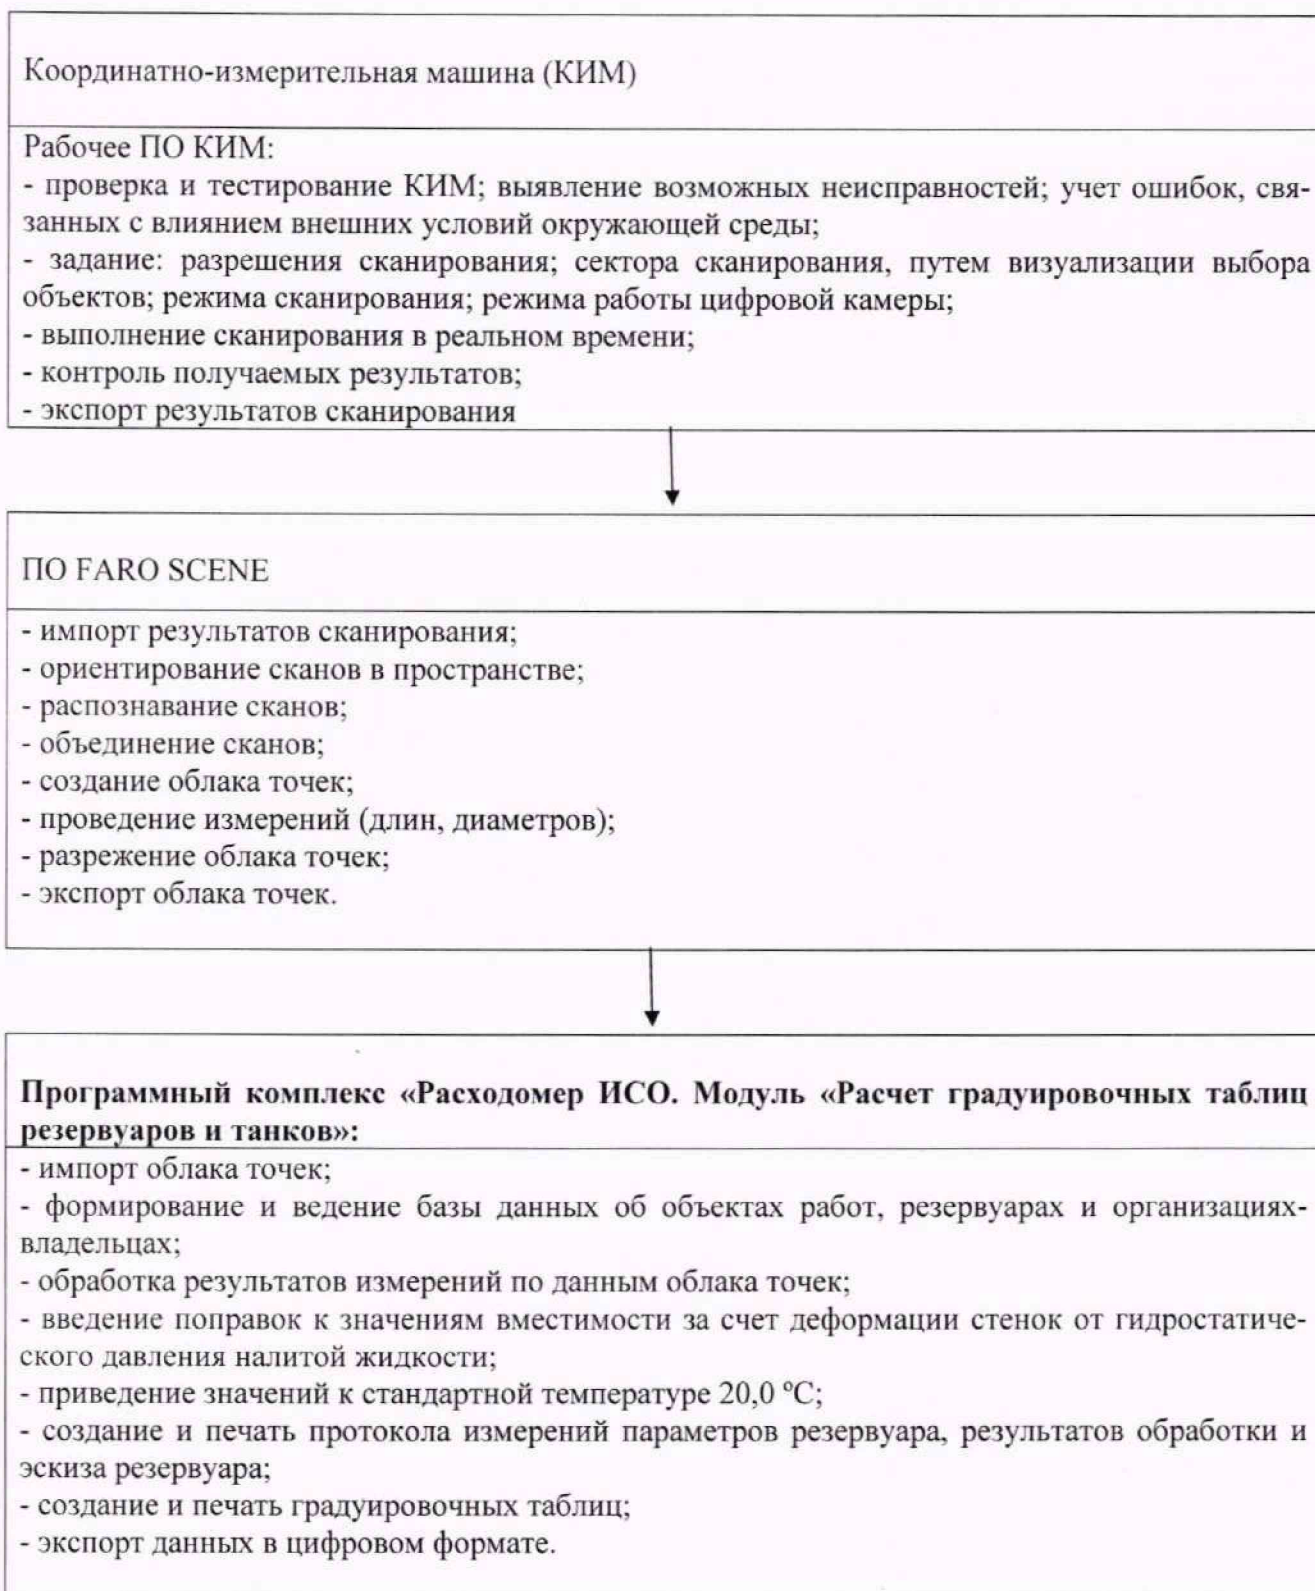 Координатно-измерительная машина (КИМ)
Рабочее ПО КИМ:
- проверка и тестирование КИМ; выявление возможных неисправностей; учет ошибок, свя-
занных с влиянием внешних условий окружающей среды;
- задание: разрешения сканирования; сектора сканирования, путем визуализации выбора
объектов; режима сканирования; режима работы цифровой камеры;
- выполнение сканирования в реальном времени;
- контроль получаемых результатов;
- экспорт результатов сканирования
ПО FARO SCENE
- импорт результатов сканирования;
- ориентирование сканов в пространстве;
- распознавание сканов;
- объединение сканов;
- создание облака точек;
- проведение измерений (длин, диаметров);
- разрежение облака точек;
- экспорт облака точек.
Программный комплекс «Расходомер ИСО. Модуль «Расчет градуировочных таблиц
резервуаров и танков»:
- импорт облака точек;
- формирование и ведение базы данных об объектах работ, резервуарах и организациях-
владельцах;
- обработка результатов измерений по данным облака точек;
- введение поправок к значениям вместимости за счет деформации стенок от гидростатиче-
ского давления налитой жидкости;
- приведение значений к стандартной температуре 20,0 ºС;
- создание и печать протокола измерений параметров резервуара, результатов обработки и
эскиза резервуара;
- создание и печать градуировочных таблиц;
- экспорт данных в цифровом формате.